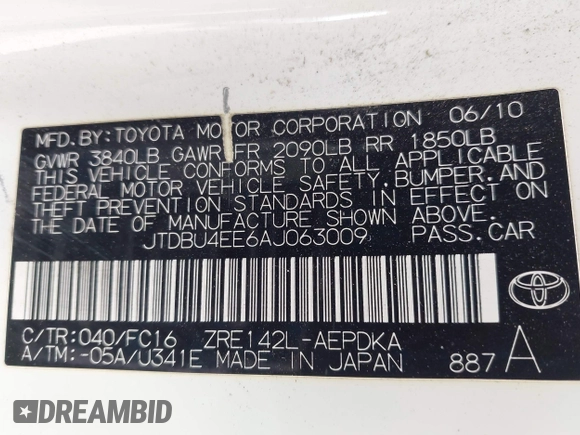 MFD. BY: TOYOTA MOTOR CORPORATION 06/10
GVWR 3840LB GAWR FR 2090LB RR 1850LB
THIS VEHICLE CONFORMS TO ALL APPLICABLE
FEDERAL MOTOR VEHICLE SAFETY, BUMPER, AND
THEFT PREVENTION STANDARDS IN EFFECT ON
THE DATE OF MANUFACTURE SHOWN ABOVE.
JTDBU4EE6AJ063009 PASS.CAR
C/TR:040/FC16 ZRE142L-AEPDKA
A/TM:-05A/U341E MADE IN JAPAN 887 A
DREAMBID